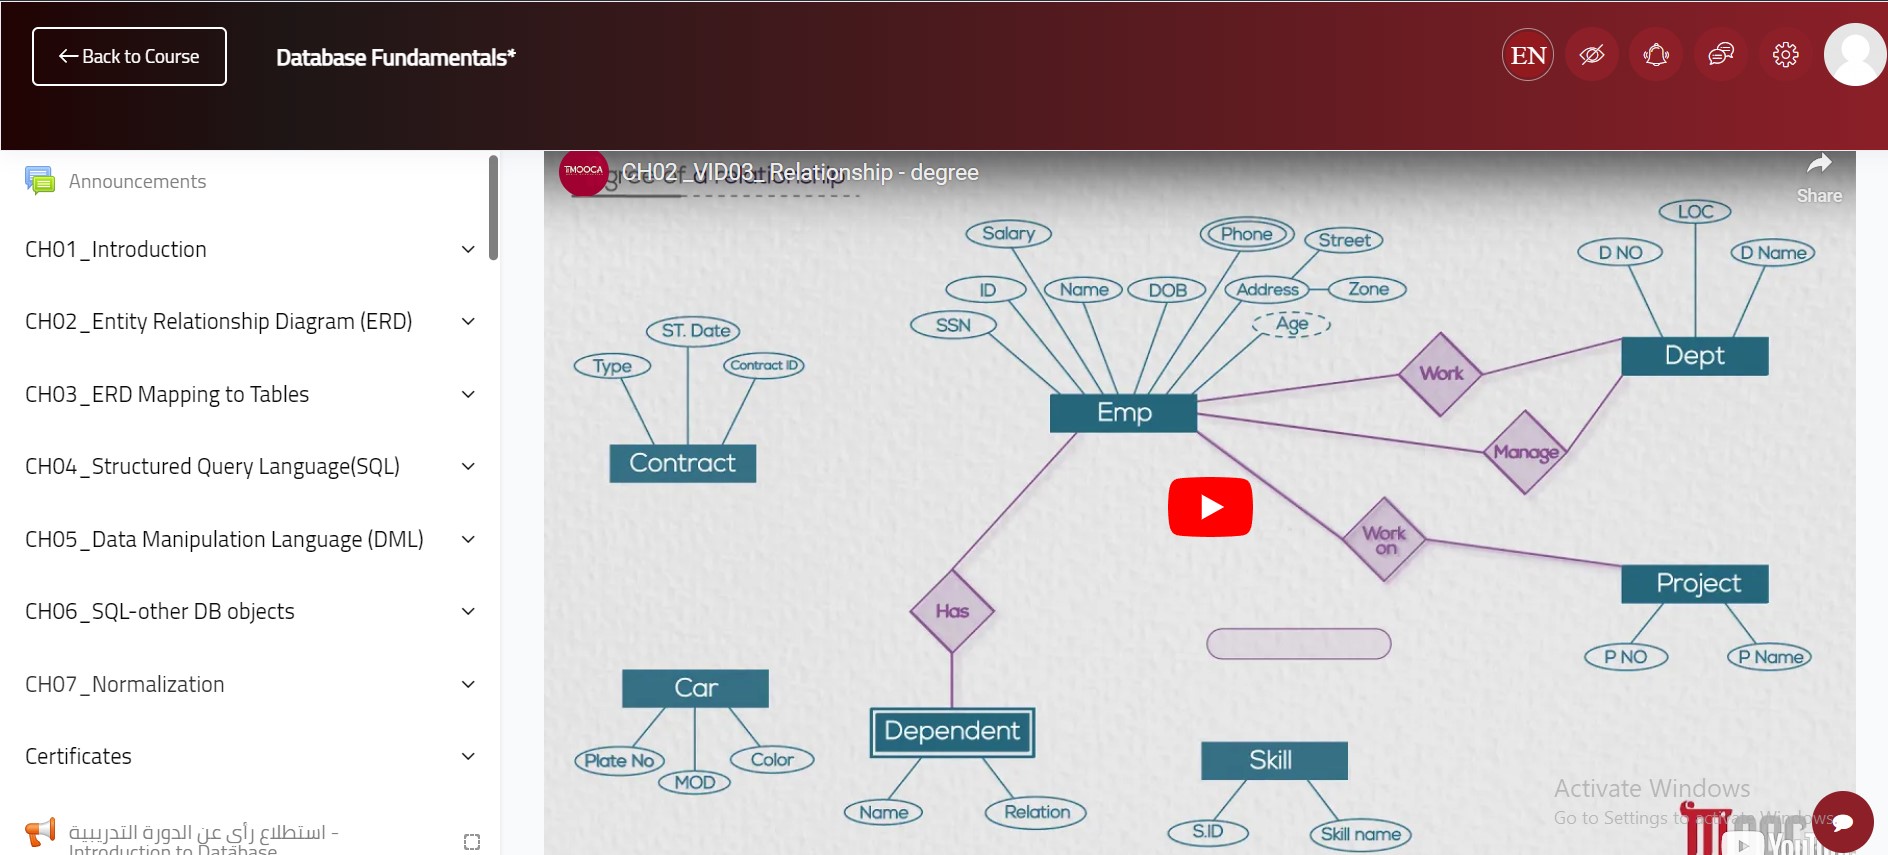 ← Back to Course
Database Fundamentals*
EN
Announcements
CH01_Introduction
CH02_Entity Relationship Diagram (ERD)
CH03_ERD Mapping to Tables
CH04_Structured Query Language(SQL)
CH05_Data Manipulation Language (DML)
CH06_SQL-other DB objects
CH07_Normalization
Certificates
استطلاع رأي عن الدورة التدريبية -
Introduction to Database
TMOOCA
CH02_VID03_Relationship - degree
of a relationship
Share
Salary
Phone
Street
ID
Name
DOB
Address
Zone
SSN
Age
LOC
D NO
D Name
ST. Date
Type
Contract ID
Work
Dept
Emp
Manage
Contract
Work on
Has
Project
P NO
P Name
Car
Plate No
MOD
Color
Dependent
Name
Relation
Skill
S.ID
Skill name
Activate Windows
Go to Settings to activate Windows.